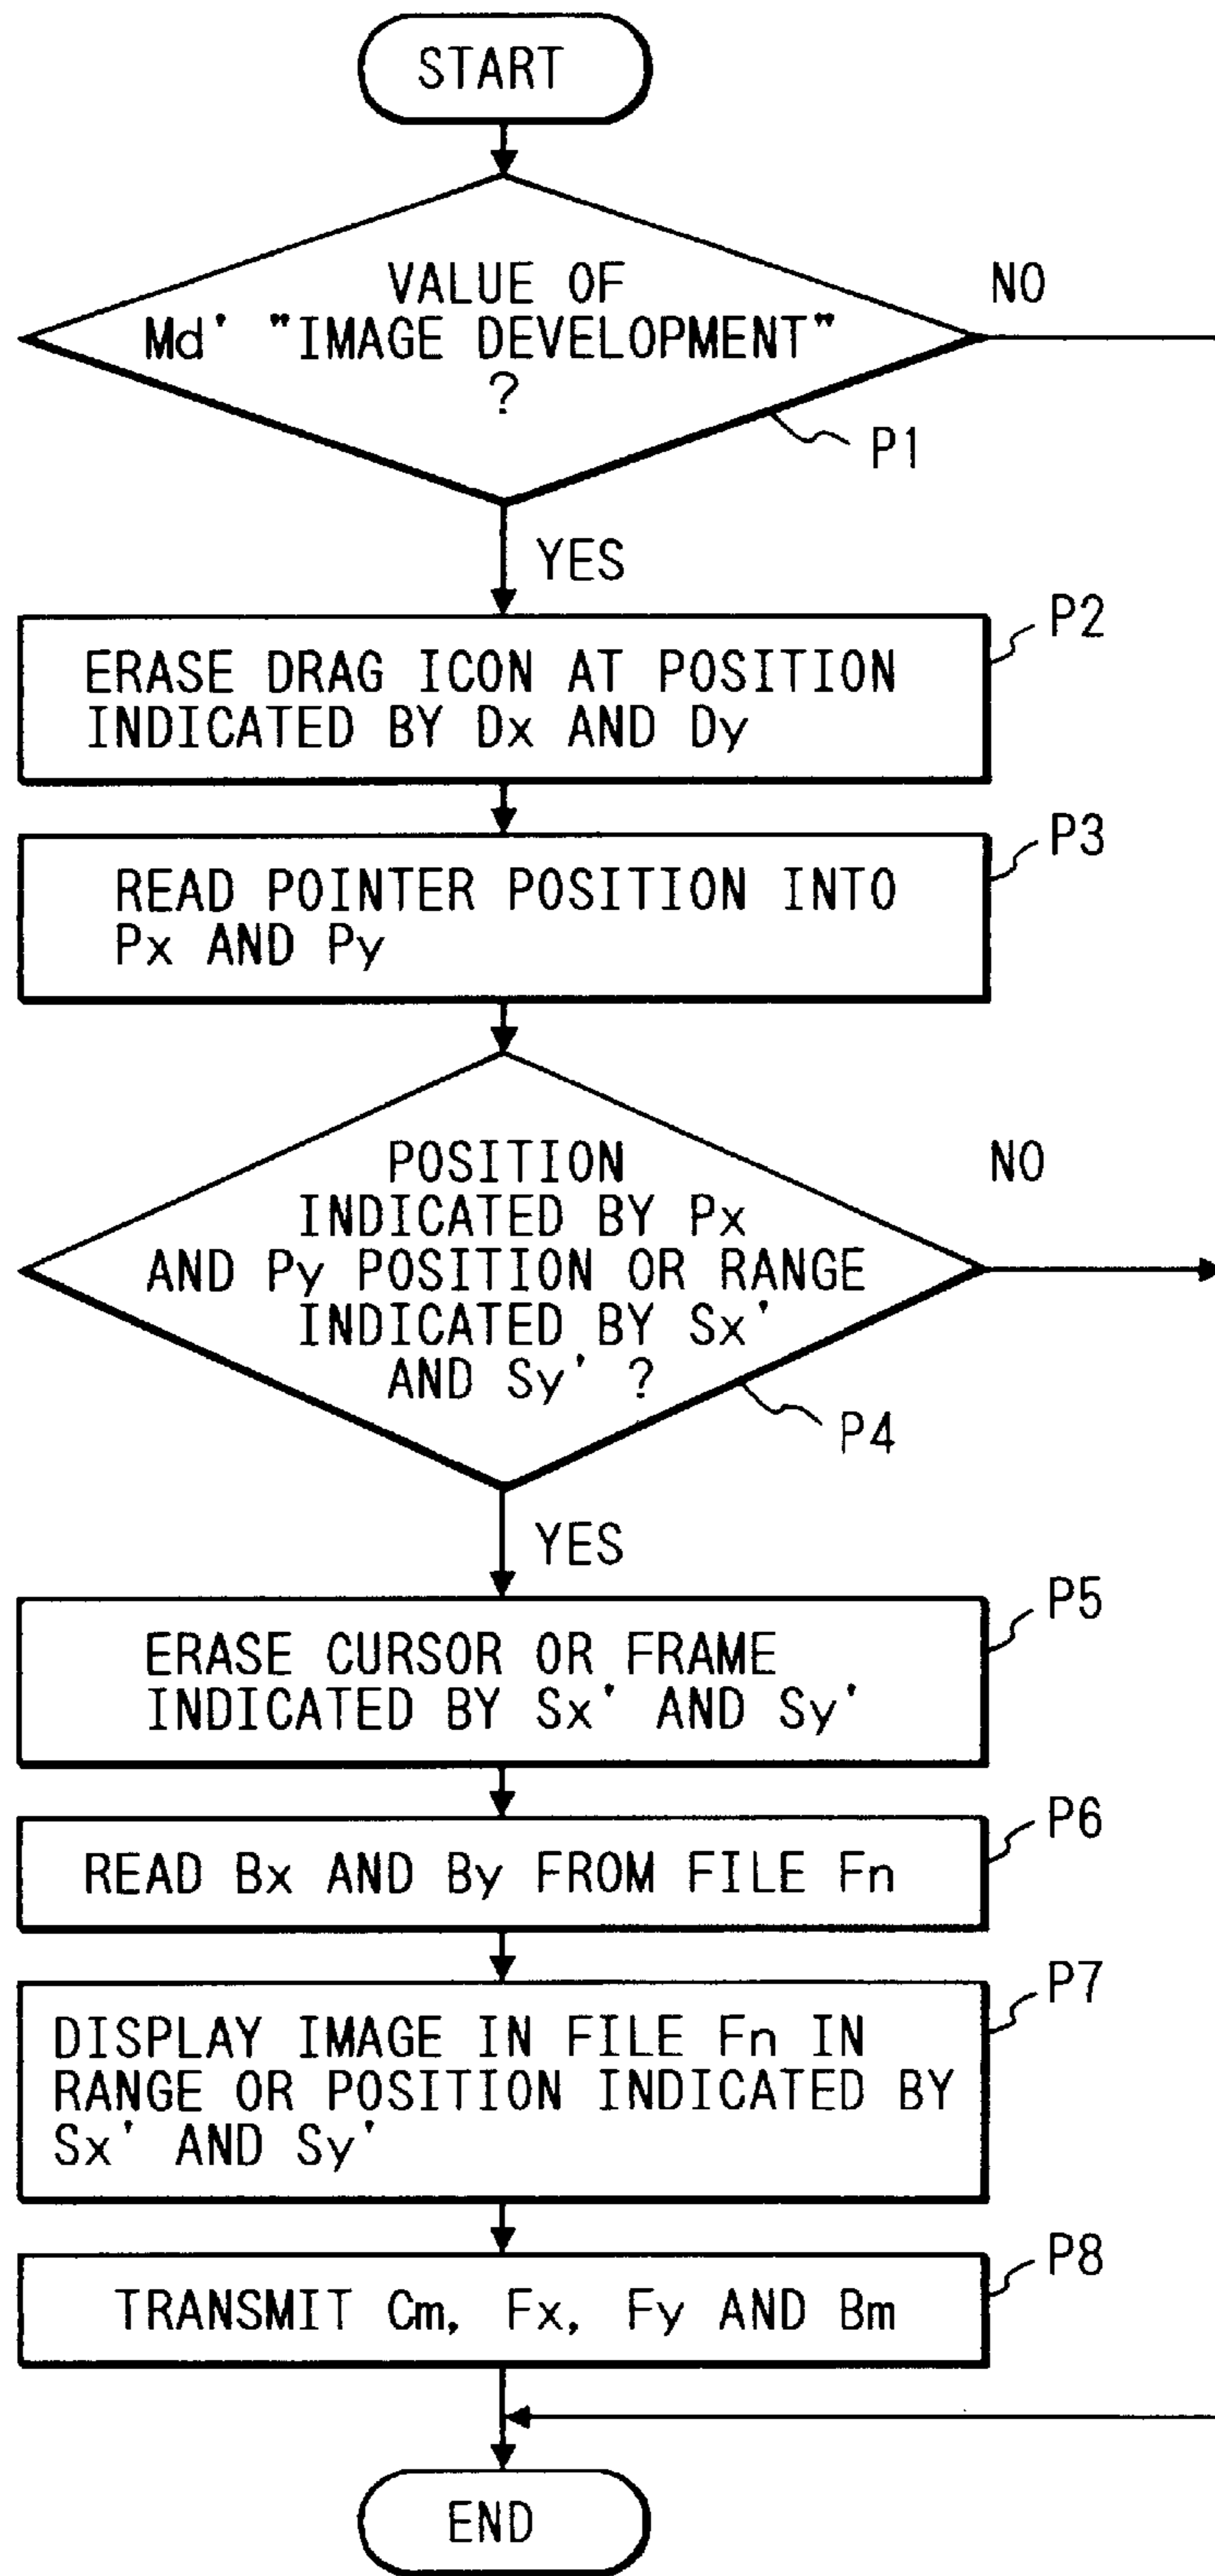 START
VALUE OF
NO
Md' "IMAGE DEVELOPMENT"
?
P1
YES
P2
ERASE DRAG ICON AT POSITION
INDICATED BY Dx AND Dy
P3
READ POINTER POSITION INTO
Px AND Py
POSITION
NO
INDICATED BY Px
AND Py POSITION OR RANGE
INDICATED BY Sx'
AND Sy' ?
P4
YES
P5
ERASE CURSOR OR FRAME
INDICATED BY Sx' AND Sy'
P6
READ Bx AND By FROM FILE Fn
P7
DISPLAY IMAGE IN FILE Fn IN
RANGE OR POSITION INDICATED BY
Sx' AND Sy'
P8
TRANSMIT Cm, Fx, Fy AND Bm
END